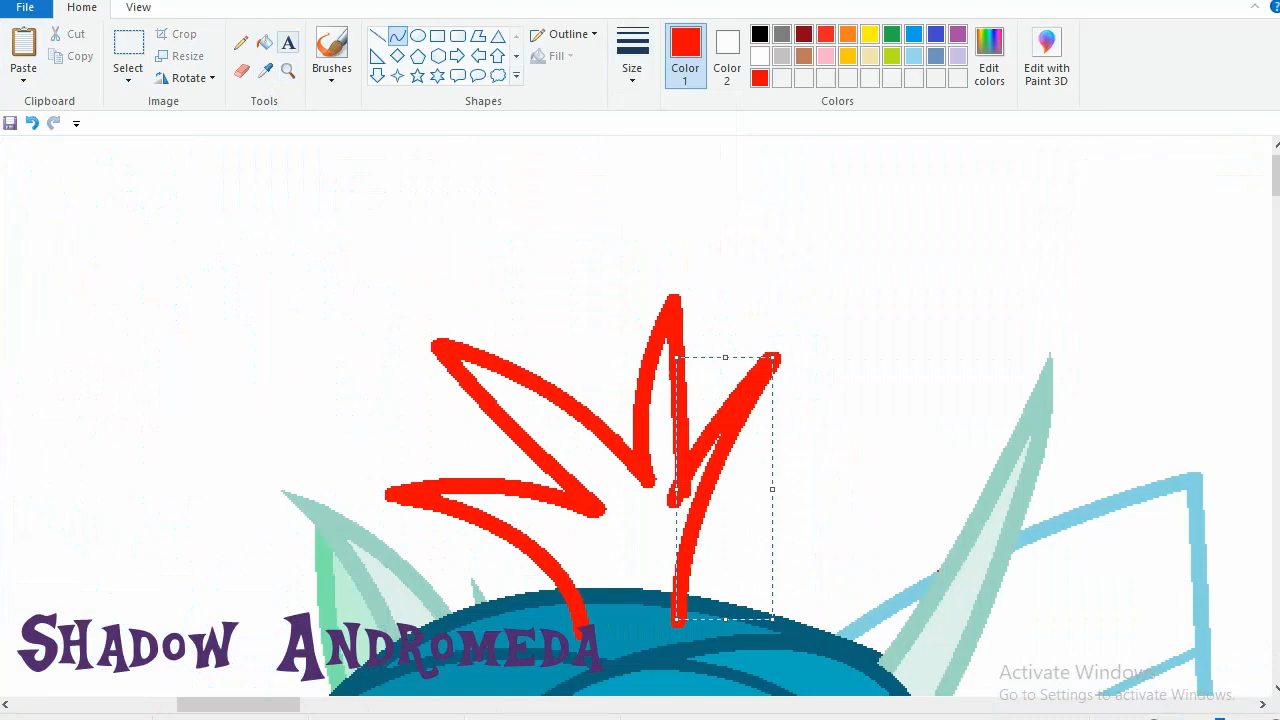 File Home View
Paste Cut Copy Clipboard
Select Crop Resize Rotate Image
A
Tools
Brushes
Outline Fill Shapes
Size
Color 1
Color 2
Edit colors
Colors
Edit with Paint 3D
Shadow Andromeda
Activate Windows
Go to Settings to activate Windows.